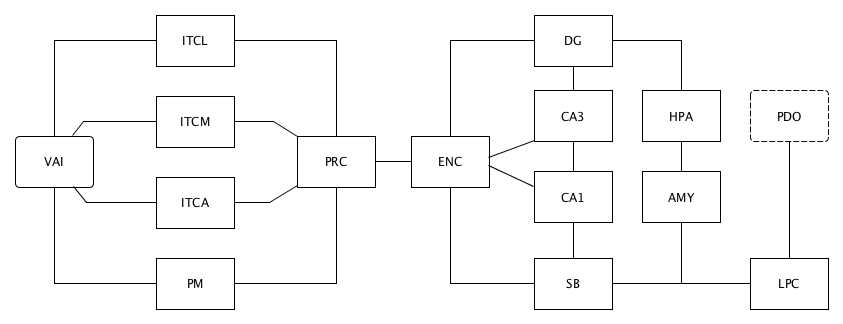 ITCL
DG
ITCM
CA3
HPA
PDO
VAI
PRC
ENC
ITCA
CA1
AMY
PM
SB
LPC